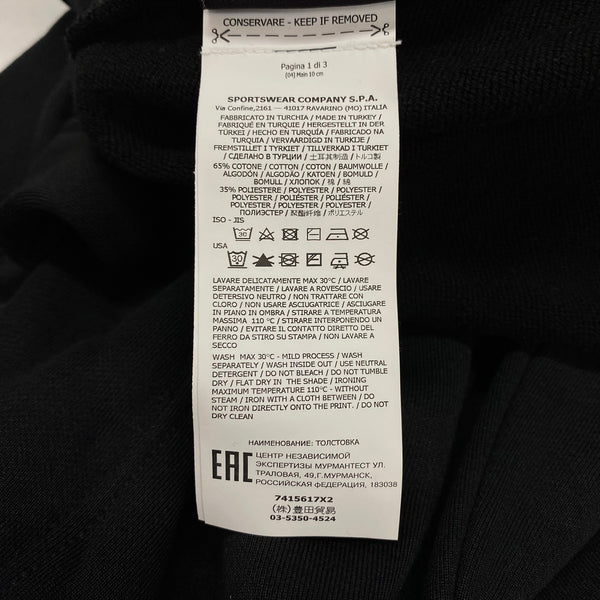 CONSERVARE - KEEP IF REMOVED
Pagina 1 di 3
(04) Main 10 cm
SPORTSWEAR COMPANY S.P.A.
Via Confine,2161 — 41017 RAVARINO (MO) ITALIA
FABBRICATO IN TURCHIA / MADE IN TURKEY /
FABRIQUÉ EN TURQUIE / HERGESTELLT IN DER
TÜRKEI / HECHO EN TURQUÍA / FABRICADO NA
TURQUIA / VERVAARDIGD IN TURKIJE /
FREMSTILLET I TYRKIET / TILLVERKAD I TURKIET
/ СДЕЛАНО В ТУРЦИИ / 土耳其制造 / トルコ製
65% COTONE / COTTON / COTON / BAUMWOLLE /
ALGODÓN / ALGODÃO / KATOEN / BOMULD /
BOMULL / ХЛОПОК / 棉 / 綿
35% POLIESTERE / POLYESTER / POLYESTER /
POLYESTER / POLIÉSTER / POLIÉSTER /
POLYESTER / POLYESTER / POLYESTER /
ПОЛИЭСТЕР / 聚酯纤维 / ポリエステル
ISO - JIS
30
USA
30
LAVARE DELICATAMENTE MAX 30°C / LAVARE
SEPARATAMENTE / LAVARE A ROVESCIO / USARE
DETERSIVO NEUTRO / NON TRATTARE CON
CLORO / NON USARE ASCIUGATRICE / ASCIUGARE
IN PIANO IN OMBRA / STIRARE A TEMPERATURA
MASSIMA 110 °C / STIRARE INTERPONENDO UN
PANNO / EVITARE IL CONTATTO DIRETTO DEL
FERRO DA STIRO SU STAMPA / NON LAVARE A
SECCO
WASH MAX 30°C - MILD PROCESS / WASH
SEPARATELY / WASH INSIDE OUT / USE NEUTRAL
DETERGENT / DO NOT BLEACH / DO NOT TUMBLE
DRY / FLAT DRY IN THE SHADE / IRONING
MAXIMUM TEMPERATURE 110°C - WITHOUT
STEAM / IRON WITH A CLOTH BETWEEN / DO
NOT IRON DIRECTLY ONTO THE PRINT. / DO NOT
DRY CLEAN
НАИМЕНОВАНИЕ: ТОЛСТОВКА
EAC
ЦЕНТР НЕЗАВИСИМОЙ
ЭКСПЕРТИЗЫ МУРМАНТЕСТ УЛ.
ТРАЛОВАЯ, 49,Г.МУРМАНСК,
РОССИЙСКАЯ ФЕДЕРАЦИЯ, 183038
7415617X2
(株) 豊田貿易
03-5350-4524